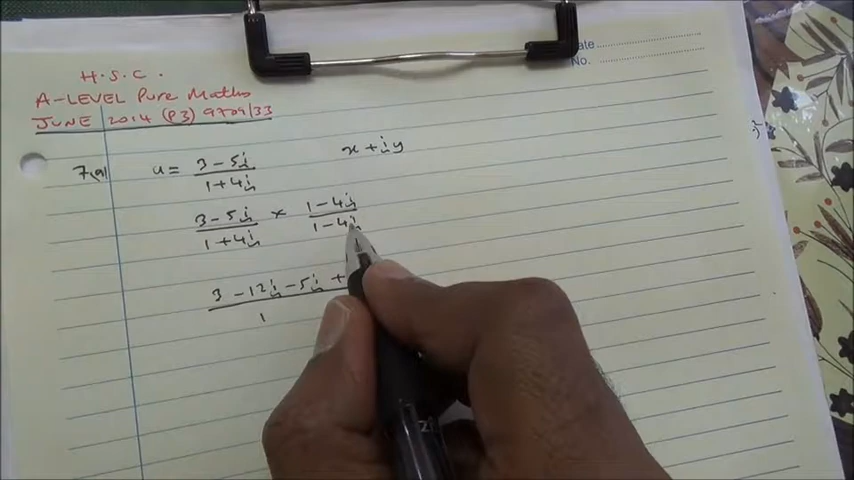 ate
No.
H.S.C.
A-LEVEL Pure Maths
JUNE 2014 (P3) 9709/33
7(a) u = 3-5i / 1+4i x+iy
3-5i / 1+4i × 1-4i / 1-4i
3-12i-5i+
1